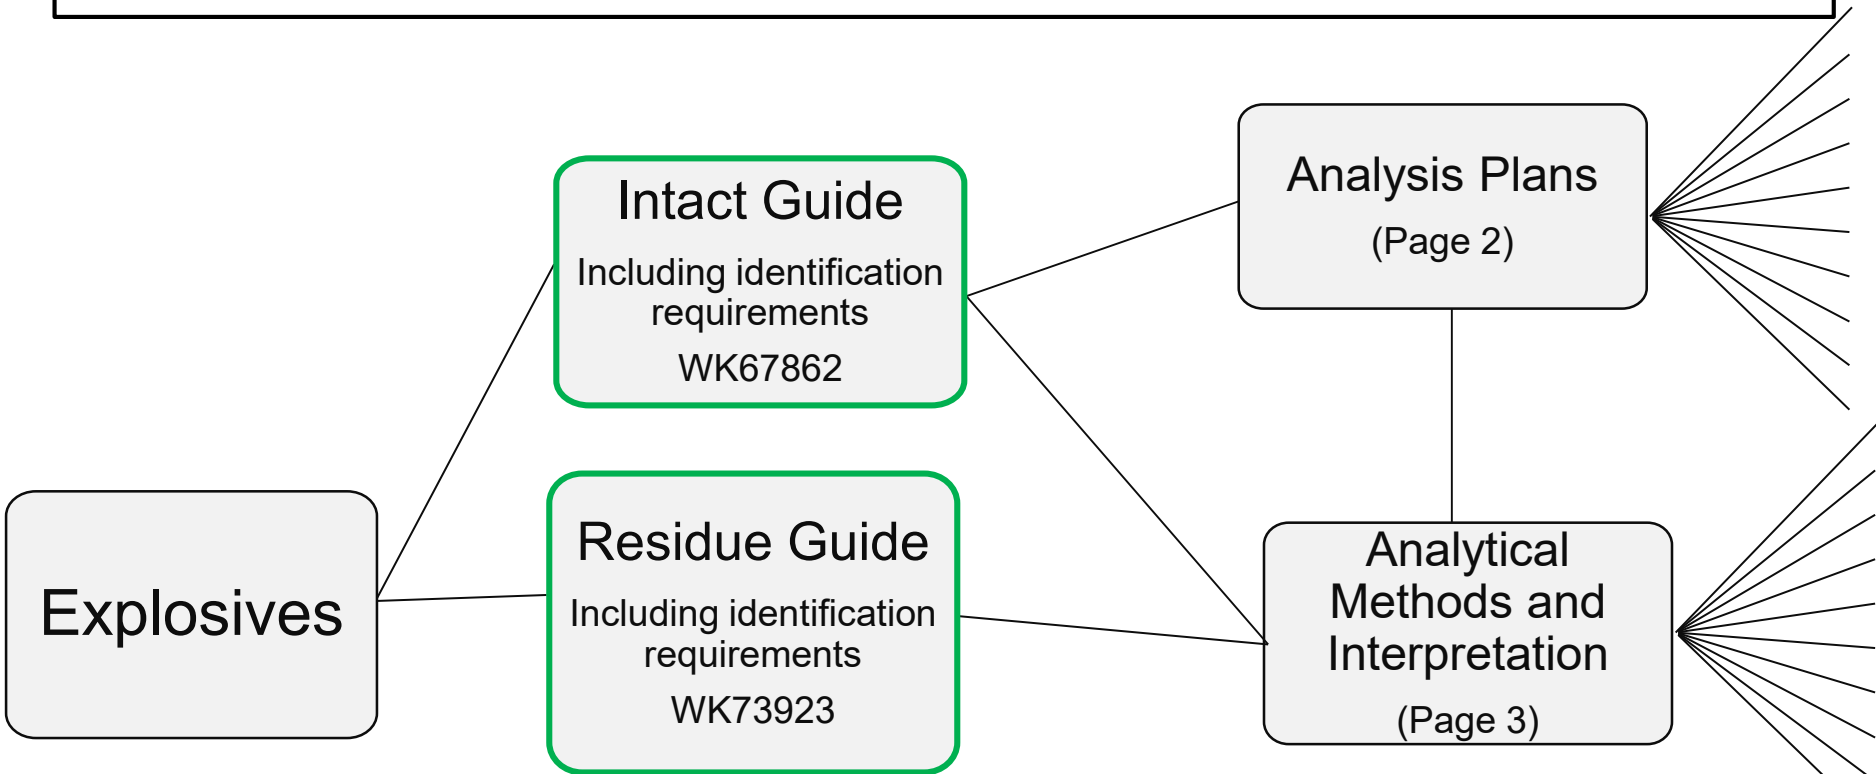 Explosives
Intact Guide
Including identification
requirements
WK67862
Residue Guide
Including identification
requirements
WK73923
Analysis Plans
(Page 2)
Analytical
Methods and
Interpretation
(Page 3)